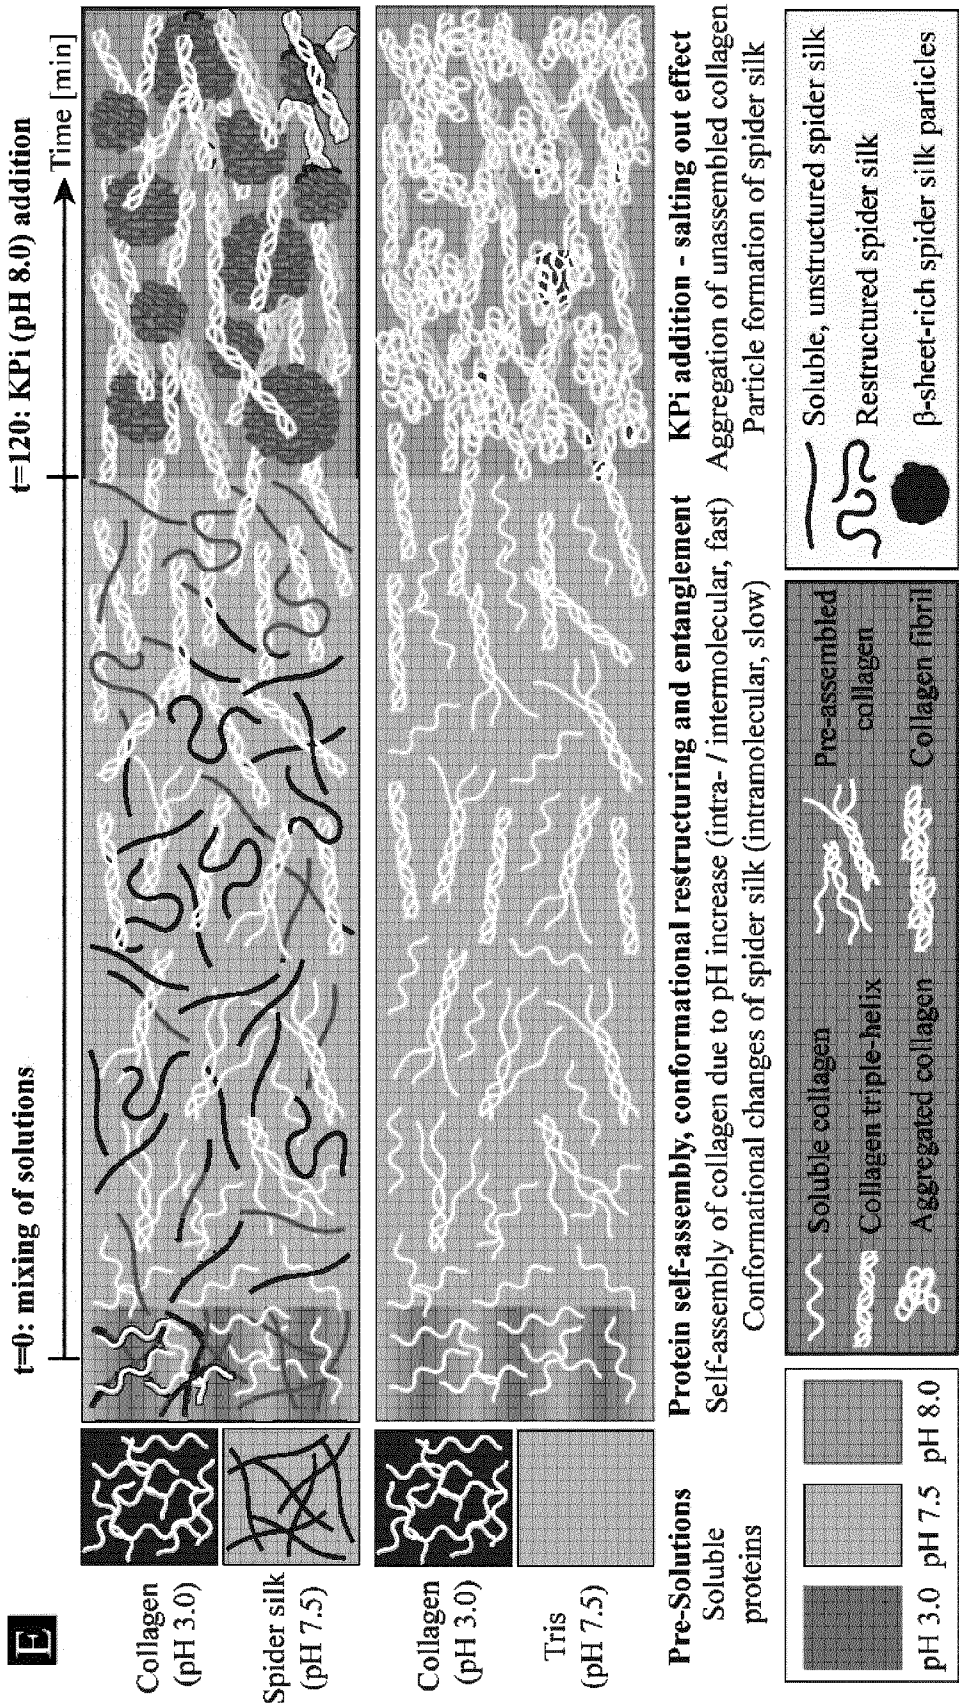 E
t=0: mixing of solutions
t=120: KPi (pH 8.0) addition
Time [min]
Collagen
(pH 3.0)
Spider silk
(pH 7.5)
Collagen
(pH 3.0)
Tris
(pH 7.5)
Pre-Solutions
Soluble
proteins
Protein self-assembly, conformational restructuring and entanglement
Self-assembly of collagen due to pH increase (intra- / intermolecular, fast)
Conformational changes of spider silk (intramolecular, slow)
KPi addition - salting out effect
Aggregation of unassembled collagen
Particle formation of spider silk
pH 3.0 pH 7.5 pH 8.0
Soluble collagen
Collagen triple-helix
Aggregated collagen
Pre-assembled
collagen
Collagen fibril
Soluble, unstructured spider silk
Restructured spider silk
β-sheet-rich spider silk particles